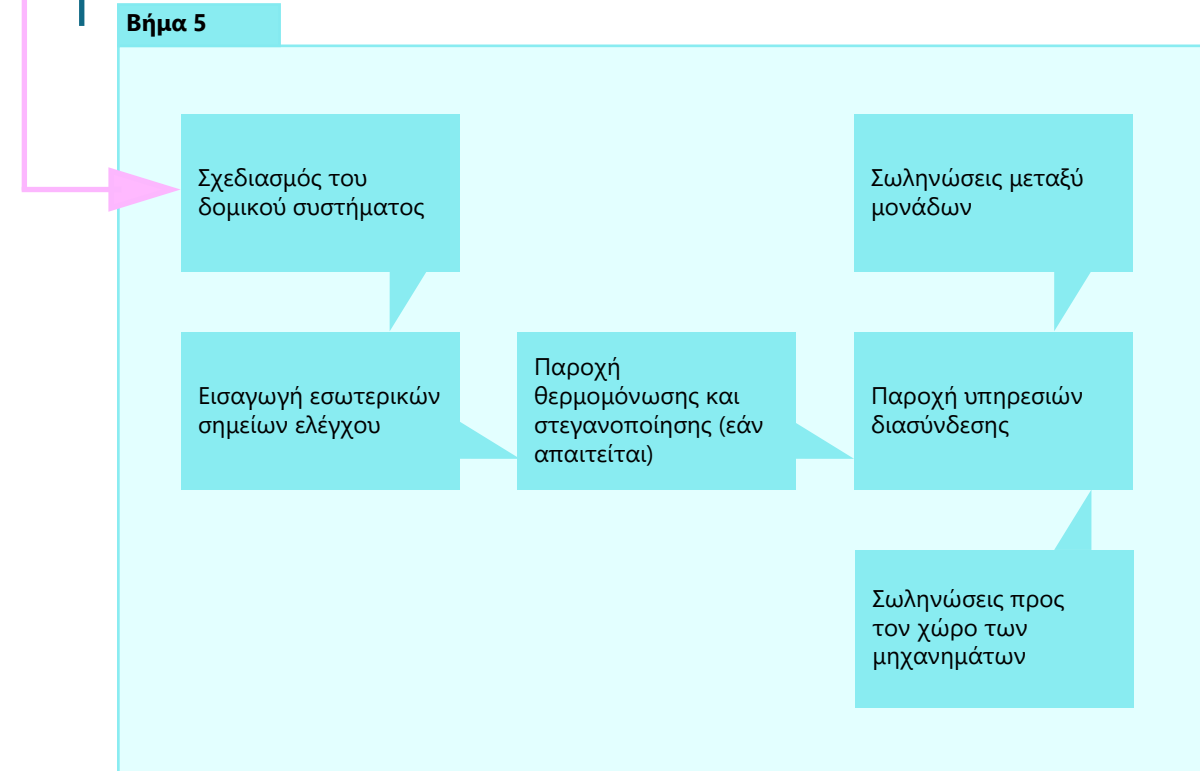 Βήμα 5
Σχεδιασμός του
δομικού συστήματος
Σωληνώσεις μεταξύ
μονάδων
Εισαγωγή εσωτερικών
σημείων ελέγχου
Παροχή
θερμομόνωσης και
στεγανοποίησης (εάν
απαιτείται)
Παροχή υπηρεσιών
διασύνδεσης
Σωληνώσεις προς
τον χώρο των
μηχανημάτων